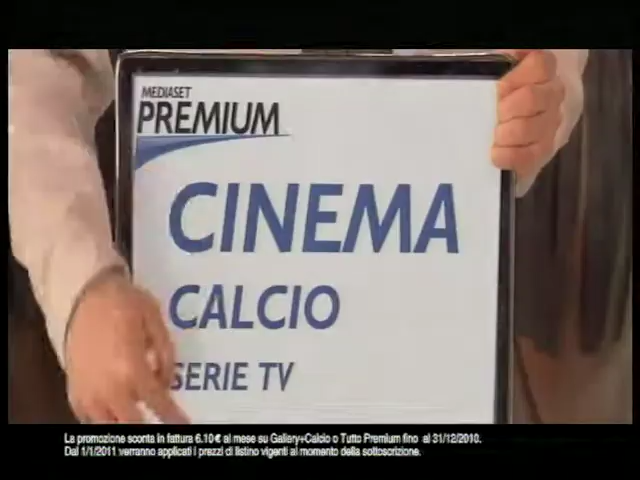 MEDIASET
PREMIUM
CINEMA
CALCIO
SERIE TV
La promozione sconta in fattura 6.10€ al mese su Gallery+Calcio o Tutto Premium fino al 31/12/2010.
Dal 1/1/2011 verranno applicati i prezzi di listino vigenti al momento della sottoscrizione.